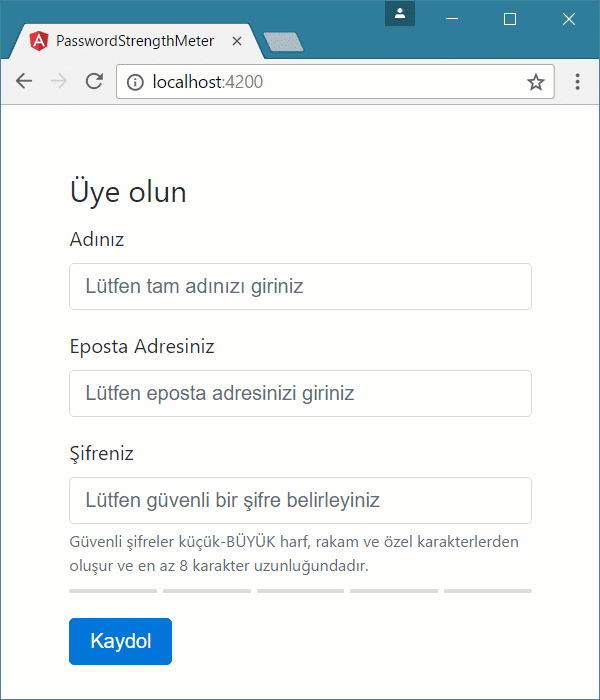 PasswordStrengthMeter
localhost:4200
Üye olun
Adınız
Lütfen tam adınızı giriniz
Eposta Adresiniz
Lütfen eposta adresinizi giriniz
Şifreniz
Lütfen güvenli bir şifre belirleyiniz
Güvenli şifreler küçük-BÜYÜK harf, rakam ve özel karakterlerden
oluşur ve en az 8 karakter uzunluğundadır.
Kaydol